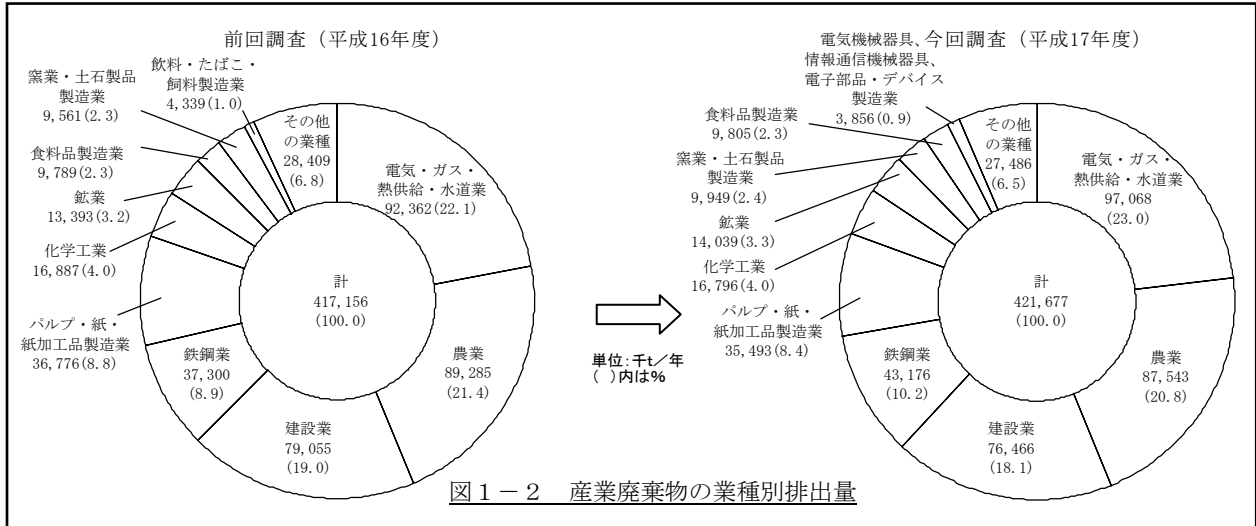 前回調査（平成16年度）
飲料・たばこ・
飼料製造業
4,339(1.0)
窯業・土石製品
製造業
9,561(2.3)
食料品製造業
9,789(2.3)
鉱業
13,393(3.2)
化学工業
16,887(4.0)
パルプ・紙・
紙加工品製造業
36,776(8.8)
鉄鋼業
37,300
(8.9)
建設業
79,055
(19.0)
農業
89,285
(21.4)
電気・ガス・
熱供給・水道業
92,362(22.1)
その他
の業種
28,409
(6.8)
計
417,156
(100.0)
単位：千t／年
（ ）内は％
今回調査（平成17年度）
電気機械器具、
情報通信機械器具、
電子部品・デバイス
製造業
3,856(0.9)
食料品製造業
9,805(2.3)
窯業・土石製品
製造業
9,949(2.4)
鉱業
14,039(3.3)
化学工業
16,796(4.0)
パルプ・紙・
紙加工品製造業
35,493(8.4)
鉄鋼業
43,176
(10.2)
建設業
76,466
(18.1)
農業
87,543
(20.8)
電気・ガス・
熱供給・水道業
97,068
(23.0)
その他
の業種
27,486
(6.5)
計
421,677
(100.0)
図１－２　産業廃棄物の業種別排出量